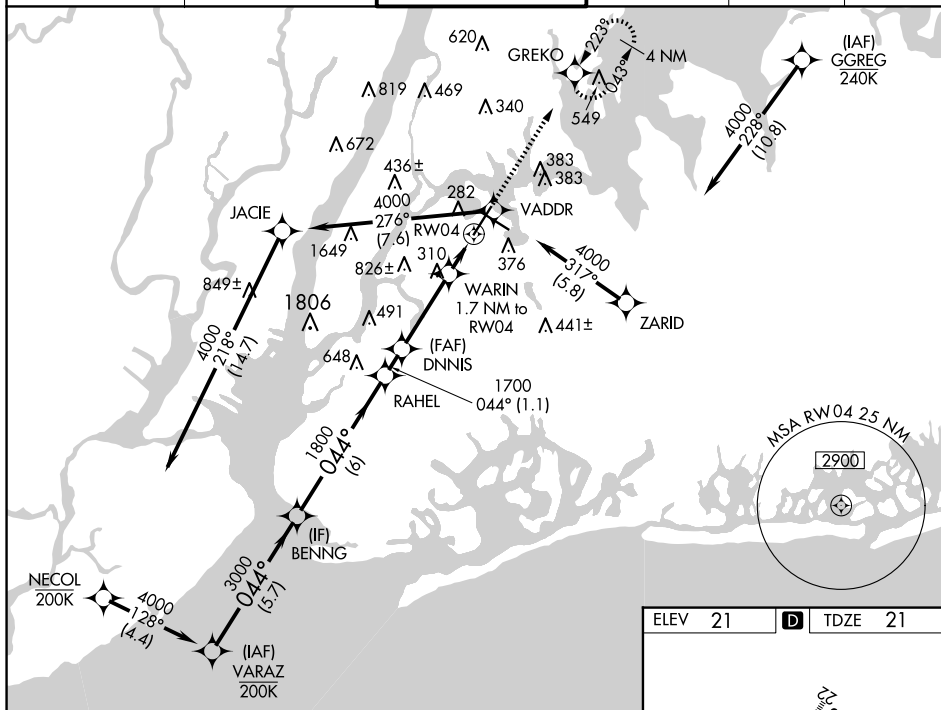 620
GREKO
223°
043°
4 NM
549
(IAF)
GGREG
240K
4000
228°
(10.8)
819
469
340
672
436±
383
383
282
VADDR
JACIE
4000
276°
(7.6)
RW04
1649
826±
310
376
4000
317°
(5.8)
ZARID
WARIN
1.7 NM to
RW04
849±
1806
491
441±
4000
218°
(14.7)
648
(FAF)
DNNIS
RAHEL
1700
044° (1.1)
1800
044°
(6)
MSA RW04 25 NM
2900
(IF)
BENNG
3000
044°
(5.7)
NECOL
200K
4000
128°
(4.4)
(IAF)
VARAZ
200K
ELEV 21
D
TDZE 21
22